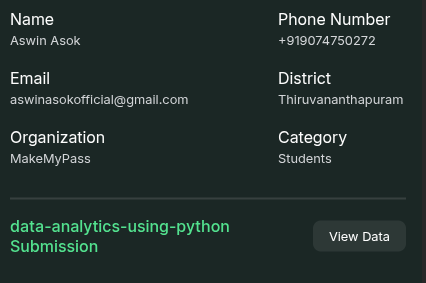 Name
Aswin Asok
Phone Number
+919074750272
Email
aswinasokofficial@gmail.com
District
Thiruvananthapuram
Organization
MakeMyPass
Category
Students
data-analytics-using-python
Submission
View Data